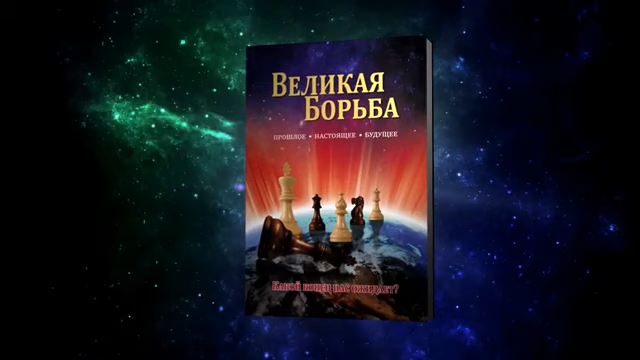 ВЕЛИКАЯ
БОРЬБА
ПРОШЛОЕ • НАСТОЯЩЕЕ • БУДУЩЕЕ
КАКОЙ КОНЕЦ НАС ОЖИДАЕТ?